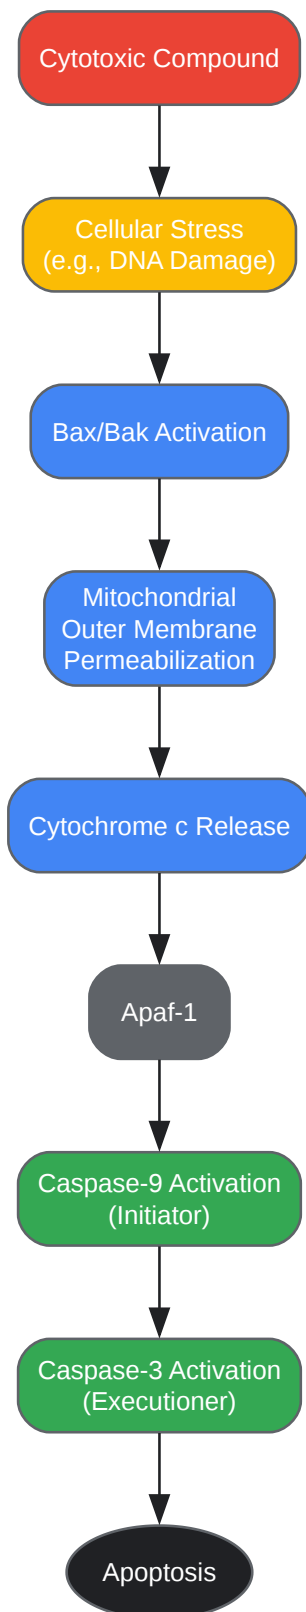 Cytotoxic Compound
Cellular Stress
(e.g., DNA Damage)
Bax/Bak Activation
Mitochondrial
Outer Membrane
Permeabilization
Cytochrome c Release
Apaf-1
Caspase-9 Activation
(Initiator)
Caspase-3 Activation
(Executioner)
Apoptosis